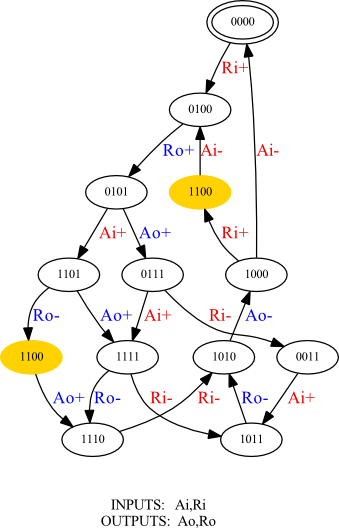 0000
Ri+
0100
Ro+ Ai- Ai-
0101 1100
Ai+ Ao+ Ri+
1101 0111 1000
Ro- Ao+ Ai+ Ri- Ao-
1100 1111 1010 0011
Ao+ Ro- Ri- Ri- Ro- Ai+
1110 1011
INPUTS: Ai,Ri
OUTPUTS: Ao,Ro